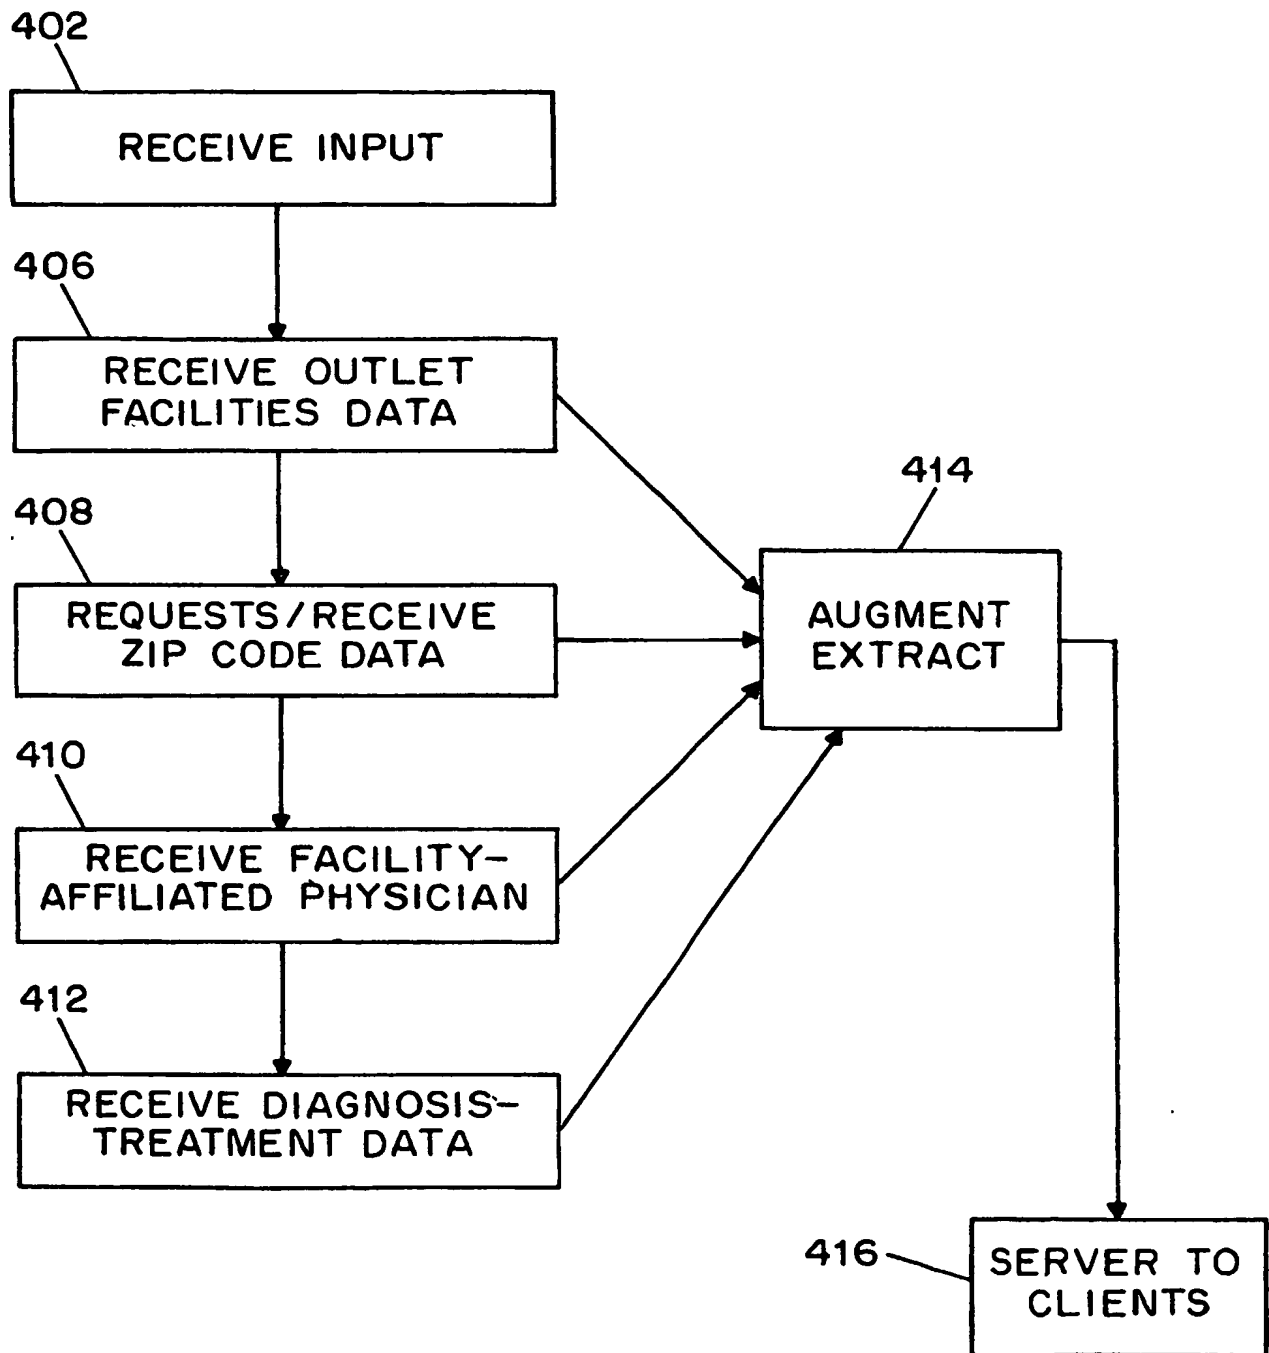 402
RECEIVE INPUT
406
RECEIVE OUTLET
FACILITIES DATA
408
REQUESTS/RECEIVE
ZIP CODE DATA
410
RECEIVE FACILITY-
AFFILIATED PHYSICIAN
412
RECEIVE DIAGNOSIS-
TREATMENT DATA
414
AUGMENT
EXTRACT
416
SERVER TO
CLIENTS